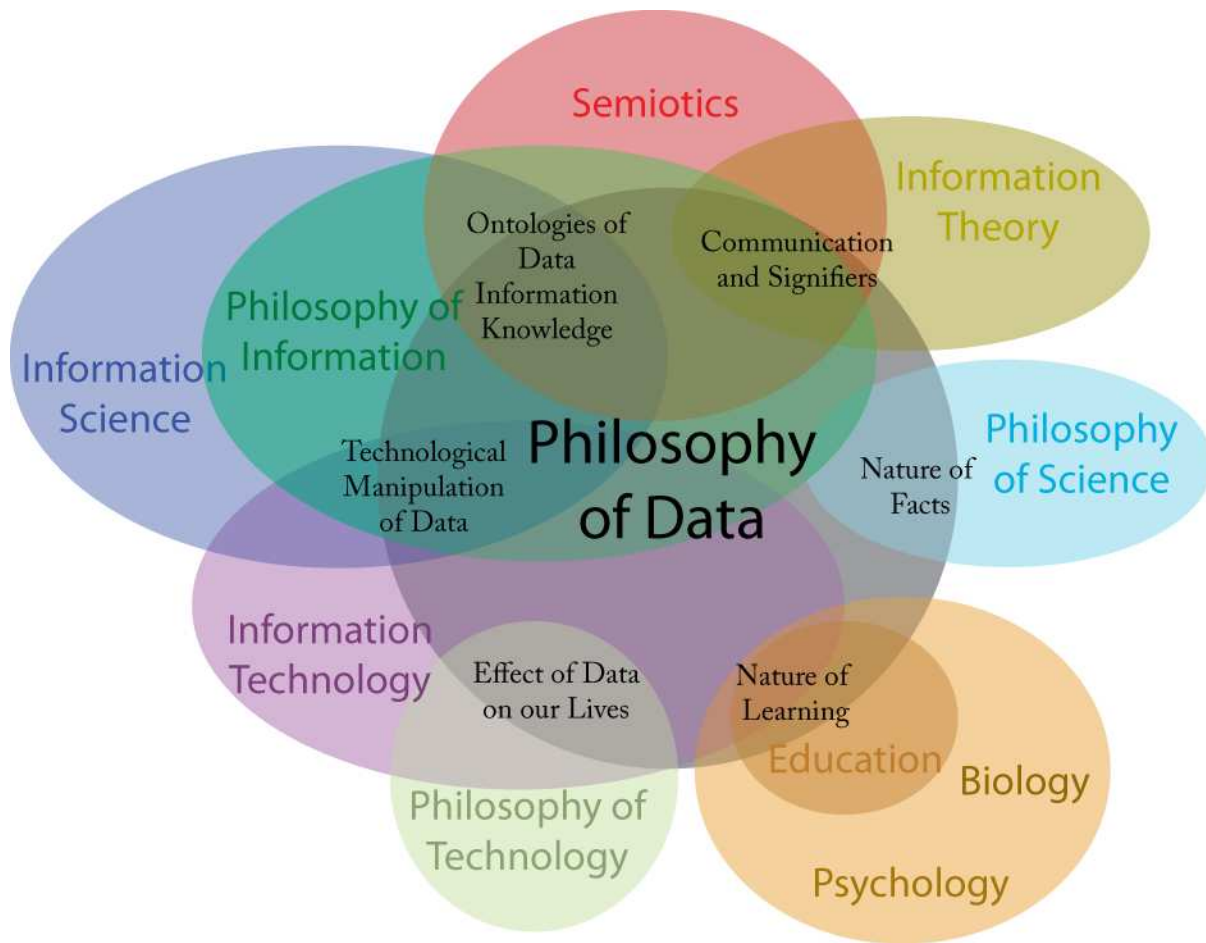 Semiotics
Information
Theory
Ontologies of
Data
Information
Knowledge
Communication
and Signifiers
Philosophy of
Information
Information
Science
Philosophy
of Data
Technological
Manipulation
of Data
Nature of
Facts
Philosophy
of Science
Information
Technology
Effect of Data
on our Lives
Nature of
Learning
Education
Biology
Philosophy of
Technology
Psychology